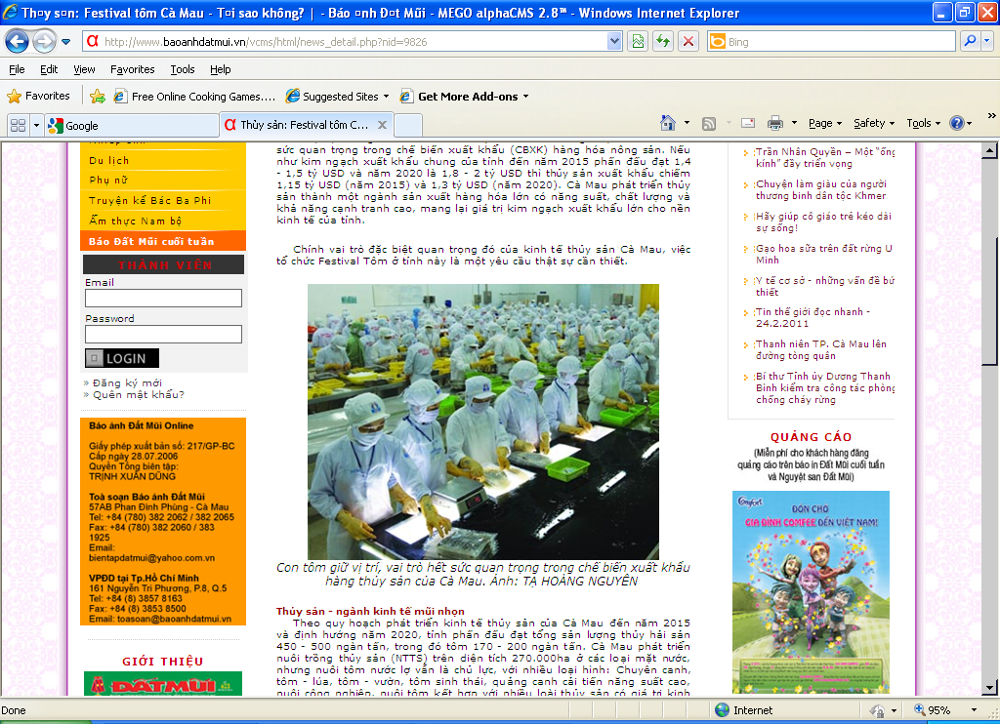 Thủy sản: Festival tôm Cà Mau - Tại sao không? | - Báo Ảnh Đất Mũi - MEGO alphaCMS 2.8™ - Windows Internet Explorer
http://www.baoanhdatmui.vn/vcms/html/news_detail.php?nid=9826
Bing
File Edit View Favorites Tools Help
Favorites Free Online Cooking Games.... Suggested Sites Get More Add-ons
Google Thủy sản: Festival tôm C... Page Safety Tools
Du lịch
Phụ nữ
Truyện kể Bác Ba Phi
Ẩm thực Nam bộ
Báo Đất Mũi cuối tuần
THÀNH VIÊN
Email
Password
LOGIN
» Đăng ký mới
» Quên mật khẩu?
Báo ảnh Đất Mũi Online
Giấy phép xuất bản số: 217/GP-BC
Cấp ngày 28.07.2006
Quyền Tổng biên tập:
TRỊNH XUÂN DŨNG
Toà soạn Báo ảnh Đất Mũi
57AB Phan Đình Phùng - Cà Mau
Tel: +84 (780) 382 2062 / 382 2065
Fax: +84 (780) 382 2060 / 383
1925
Email:
bientapdatmui@yahoo.com.vn
VPĐD tại Tp.Hồ Chí Minh
161 Nguyễn Tri Phương, P.8, Q.5
Tel: +84 (8) 3857 8163
Fax: +84 (8) 3853 8500
Email: toasoan@baoanhdatmui.vn
GIỚI THIỆU
ĐẤT MŨI
sức quan trọng trong chế biến xuất khẩu (CBXK) hàng hóa nông sản. Nếu
như kim ngạch xuất khẩu chung của tỉnh đến năm 2015 phấn đấu đạt 1,4
- 1,5 tỷ USD và năm 2020 là 1,8 - 2 tỷ USD thì thủy sản xuất khẩu chiếm
1,15 tỷ USD (năm 2015) và 1,3 tỷ USD (năm 2020). Cà Mau phát triển thủy
sản thành một ngành sản xuất hàng hóa lớn có năng suất, chất lượng và
khả năng cạnh tranh cao, mang lại giá trị kim ngạch xuất khẩu lớn cho nền
kinh tế của tỉnh.
Chính vai trò đặc biệt quan trọng đó của kinh tế thủy sản Cà Mau, việc
tổ chức Festival Tôm ở tỉnh này là một yêu cầu thật sự cần thiết.
Con tôm giữ vị trí, vai trò hết sức quan trọng trong chế biến xuất khẩu
hàng thủy sản của Cà Mau. Ảnh: TẠ HOÀNG NGUYÊN
Thủy sản - ngành kinh tế mũi nhọn
Theo quy hoạch phát triển kinh tế thủy sản của Cà Mau đến năm 2015
và định hướng năm 2020, tỉnh phấn đấu đạt tổng sản lượng thủy hải sản
450 - 500 ngàn tấn, trong đó tôm 170 - 200 ngàn tấn. Cà Mau phát triển
nuôi trồng thủy sản (NTTS) trên diện tích 270.000ha ở các loại mặt nước,
nhưng nuôi tôm nước lợ vẫn là chủ lực, với nhiều loại hình: Chuyên canh,
tôm - lúa, tôm - vườn, tôm sinh thái, quảng canh cải tiến năng suất cao,
nuôi công nghiệp, nuôi tôm kết hợp với nhiều loài thủy sản có giá trị kinh
Trần Nhân Quyền – Một “ông
kính” đầy triển vọng
Chuyện làm giàu của người
thương binh dân tộc Khmer
Hãy giúp cô giáo trẻ kéo dài
sự sống!
Gạo hoa sữa trên đất rừng U
Minh
Y tế cơ sở - những vấn đề bức
thiết
Tin thế giới đọc nhanh -
24.2.2011
Thanh niên TP. Cà Mau lên
đường tòng quân
Bí thư Tỉnh ủy Dương Thanh
Bình kiểm tra công tác phòng
chống cháy rừng
QUẢNG CÁO
(Miễn phí cho khách hàng đăng
quảng cáo trên báo in Đất Mũi cuối tuần
và Nguyệt san Đất Mũi)
Comfort
ĐÓN CHÀO
GIA ĐÌNH COMFEE ĐẾN VIỆT NAM!
Done Internet 95%